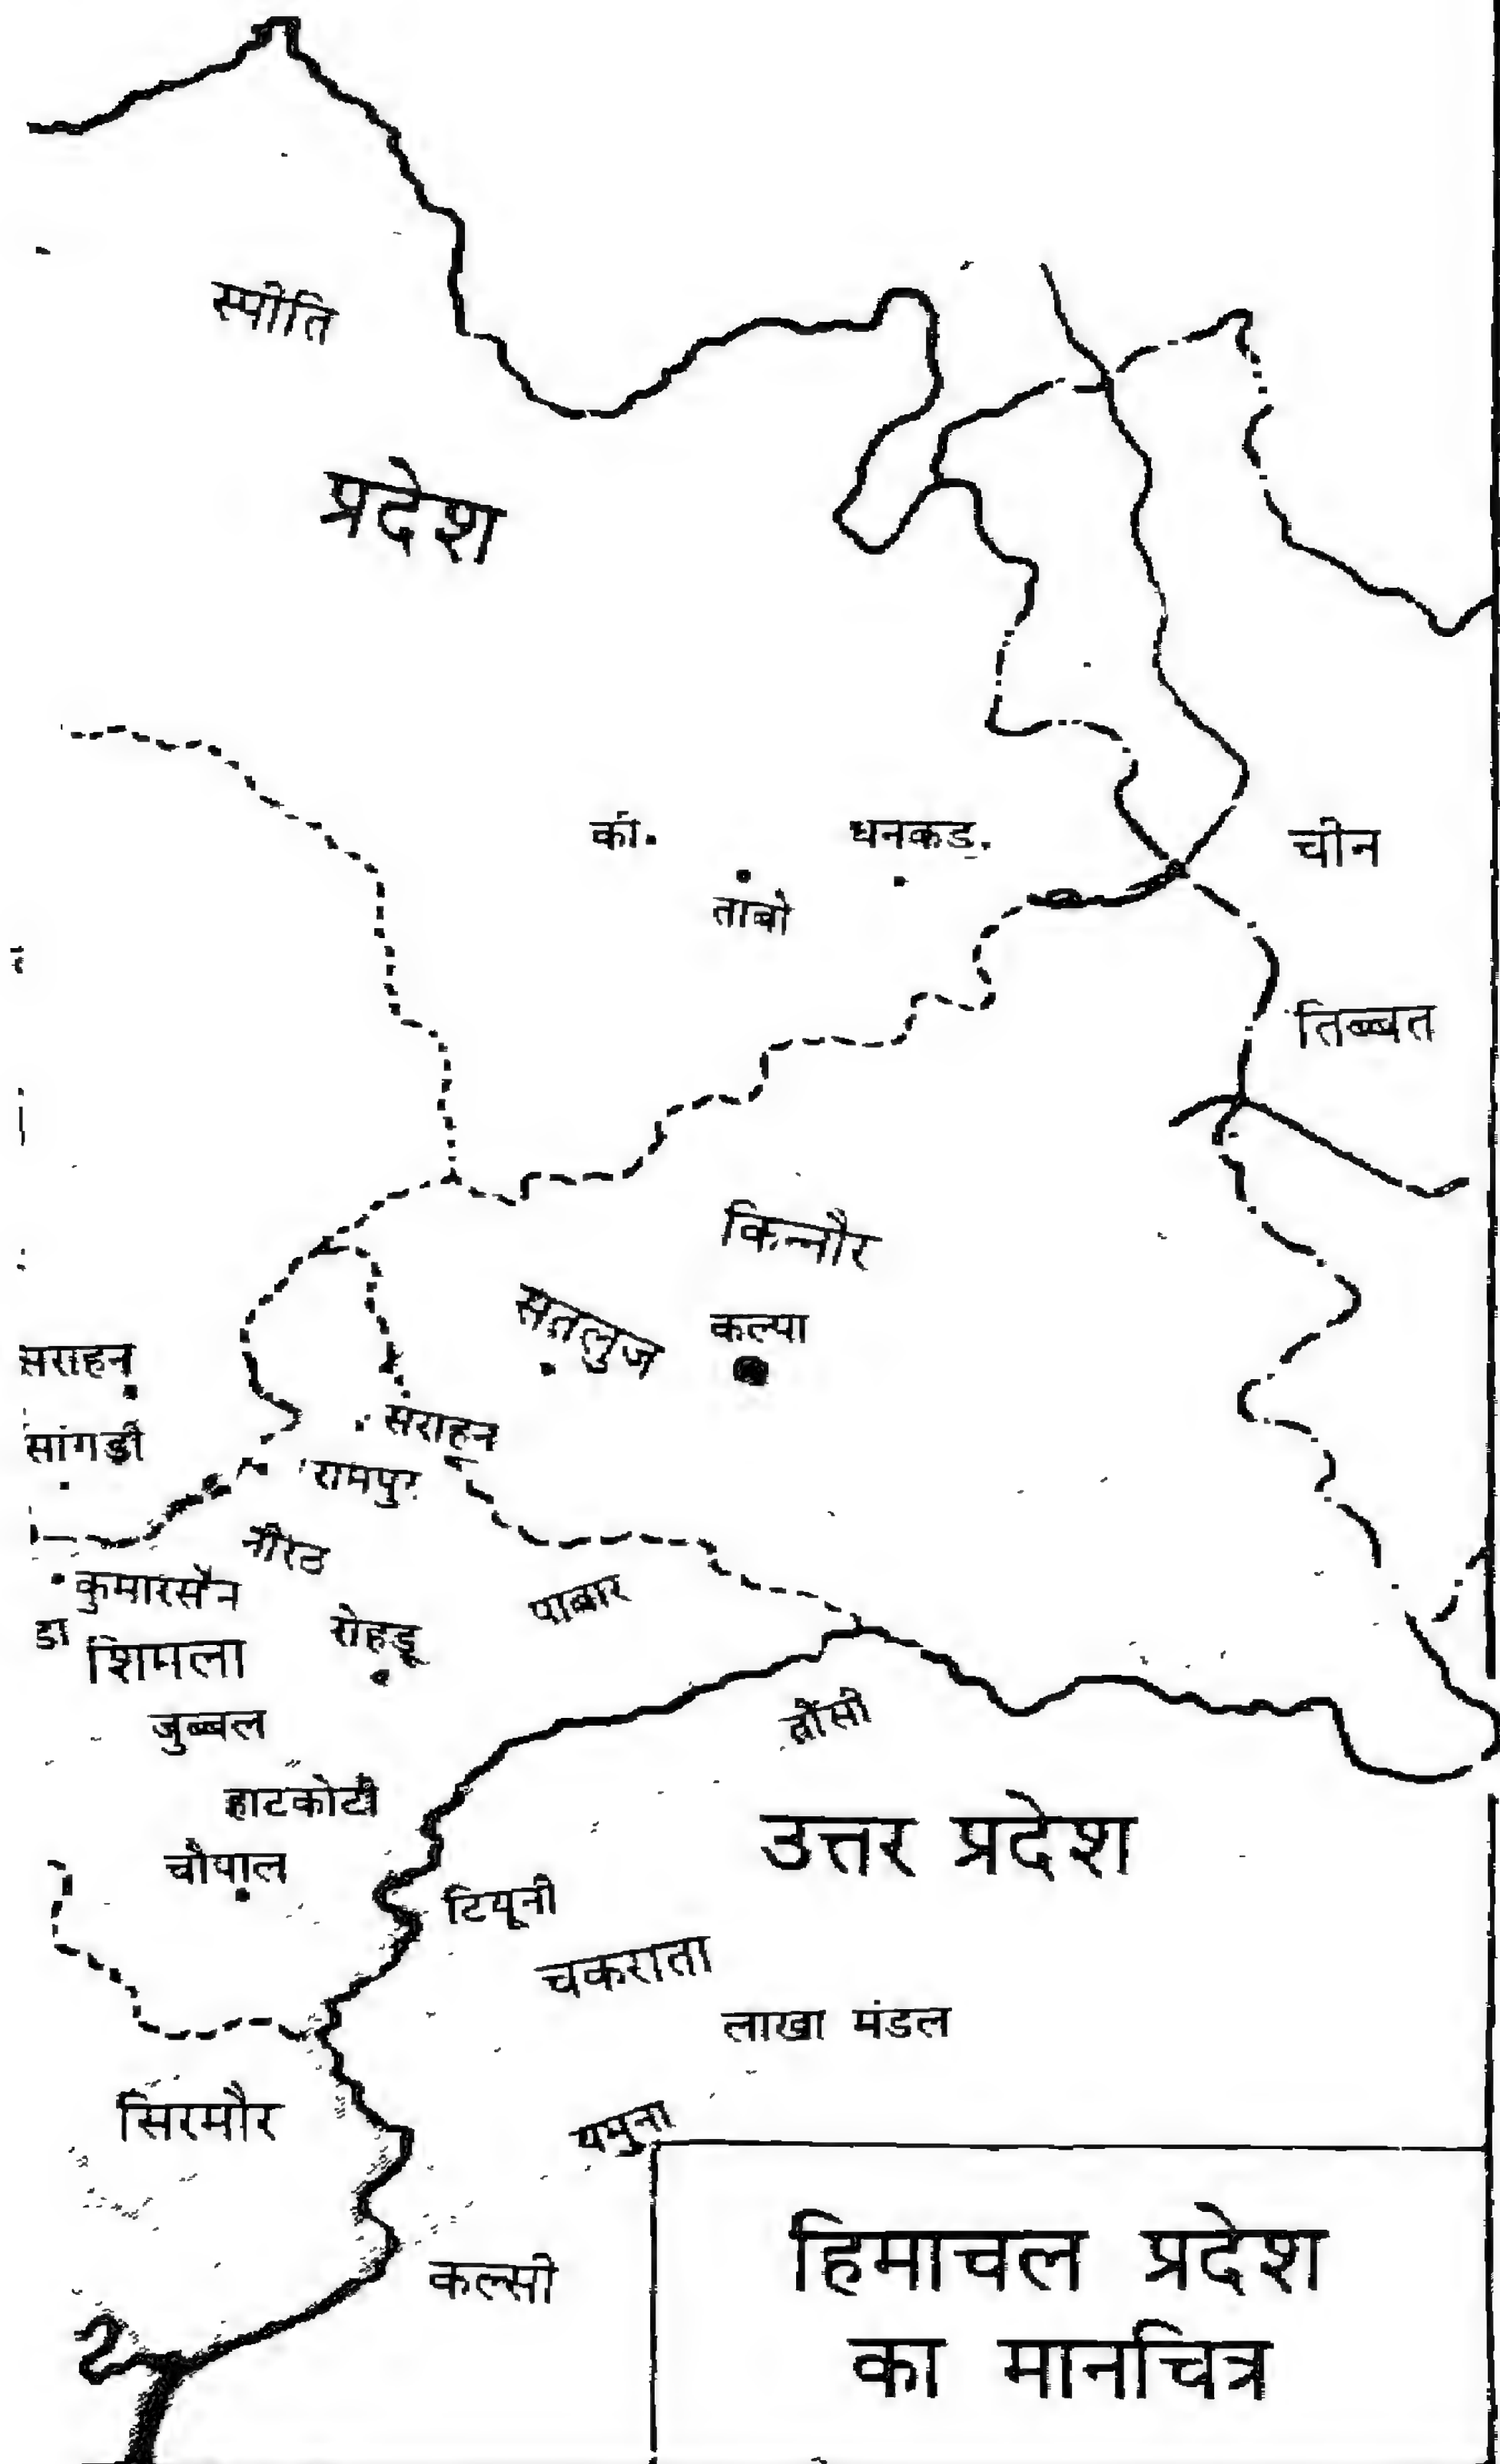 स्पीति
प्रदेश
की.
धनकड.
चीन
ताबो
तिब्बत
किन्नौर
सतलुज
कल्पा
सराहन
सराहन
सांगडी
रामपुर
नीरठ
कुमारसैन
पाबार
डा
शिमला
रोहडू
जुब्बल
हाटकोटी
उत्तर प्रदेश
चौपाल
टियूनी
चकराता
लाखा मंडल
सिरमौर
यमुना
कल्सी
हिमाचल प्रदेश
का मानचित्र